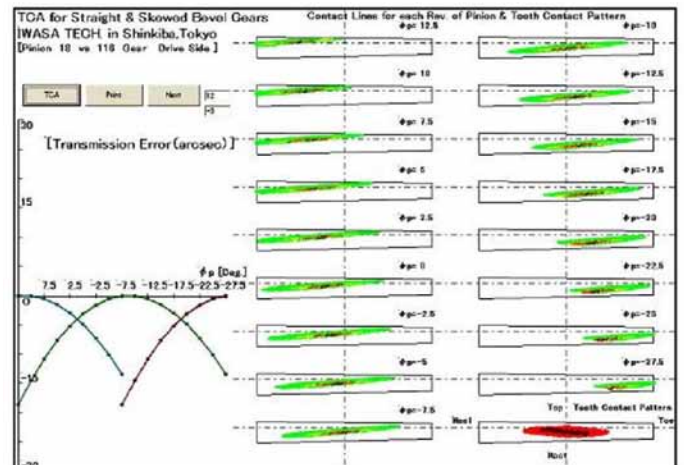 TCA for Straight & Skewed Bevel Gears
IWASA TECH. in Shinkiba,Tokyo
[Pinion 18 vs 118 Gear Drive Side ]
Contact Lines for each Rev. of Pinion & Tooth Contact Pattern
TCA Print Next
[Transmission Error(arcsec)]
30
15
0
-15
-30
φp [Deg.]
7.5 2.5 -2.5 -7.5 -12.5 -17.5 -22.5 -27.5
φp= 12.5
φp= 10
φp= 7.5
φp= 5
φp= 2.5
φp= 0
φp=-2.5
φp=-5
φp=-7.5
φp=-10
φp=-12.5
φp=-15
φp=-17.5
φp=-20
φp=-22.5
φp=-25
φp=-27.5
Top Tooth Contact Pattern
Heel Toe
Root